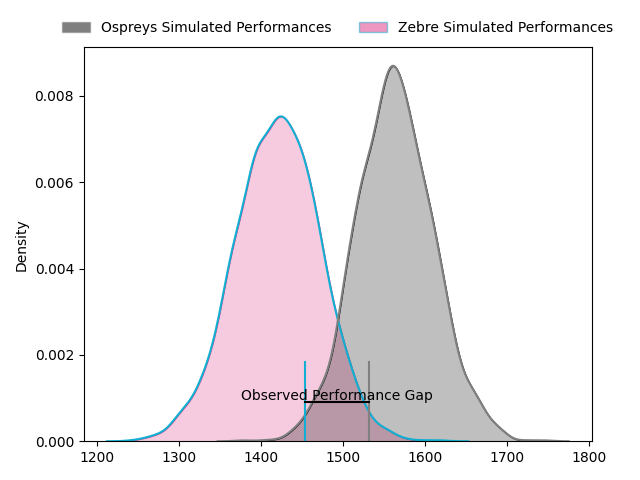 Ospreys Simulated Performances Zebre Simulated Performances
0.008
0.006
0.004
0.002
0.000
Density
Observed Performance Gap
1200 1300 1400 1500 1600 1700 1800